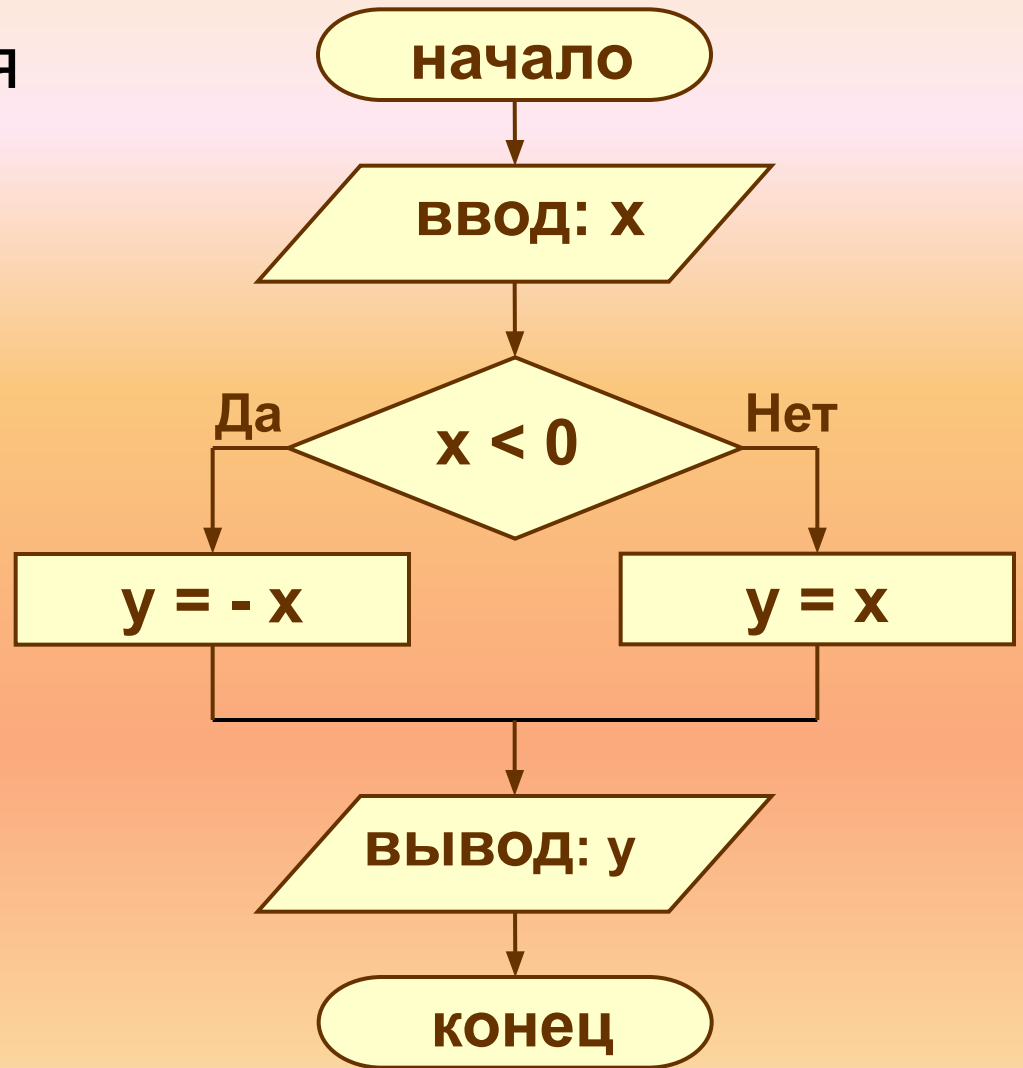 я
начало
ввод: x
Да
Нет
x < 0
y = - x
y = x
вывод: y
конец